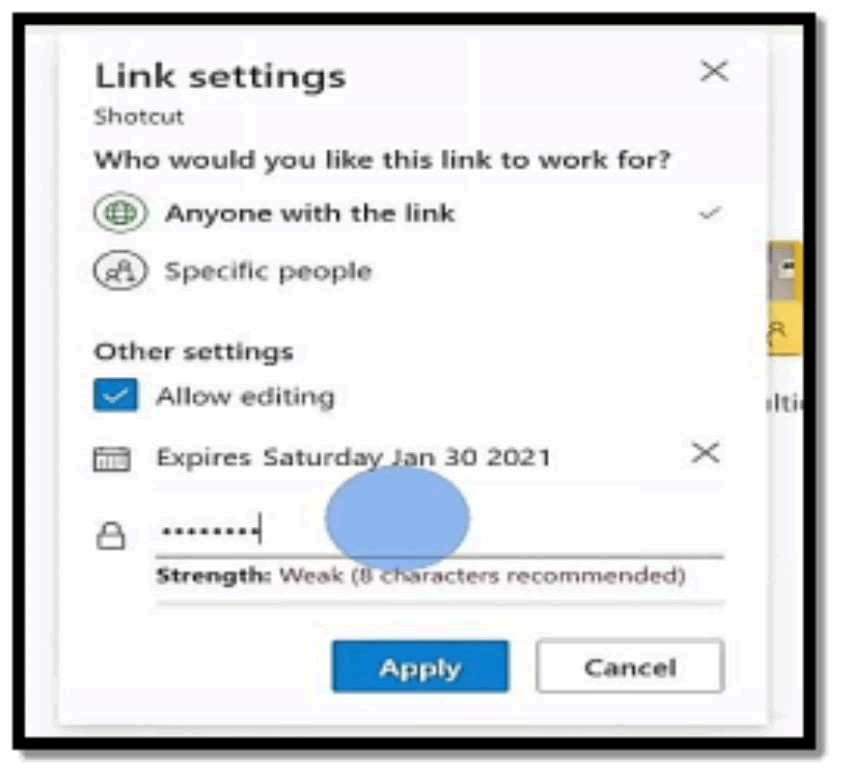 Link settings
Shotcut
Who would you like this link to work for?
Anyone with the link
Specific people
Other settings
Allow editing
Expires Saturday Jan 30 2021
••••••••
Strength: Weak (8 characters recommended)
Apply
Cancel